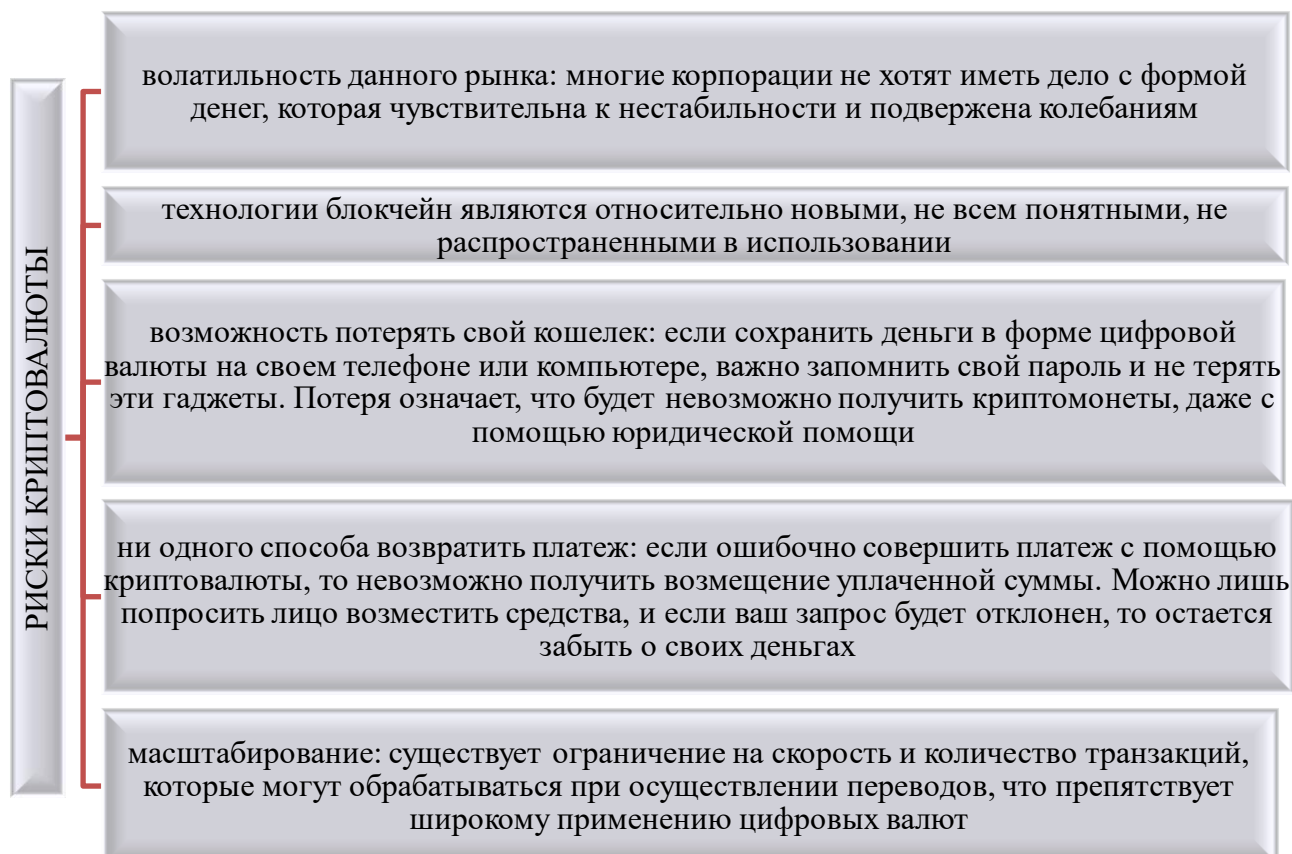 РИСКИ КРИПТОВАЛЮТЫ
волатильность данного рынка: многие корпорации не хотят иметь дело с формой
денег, которая чувствительна к нестабильности и подвержена колебаниям
технологии блокчейн являются относительно новыми, не всем понятными, не
распространенными в использовании
возможность потерять свой кошелек: если сохранить деньги в форме цифровой
валюты на своем телефоне или компьютере, важно запомнить свой пароль и не терять
эти гаджеты. Потеря означает, что будет невозможно получить криптомонеты, даже с
помощью юридической помощи
ни одного способа возвратить платеж: если ошибочно совершить платеж с помощью
криптовалюты, то невозможно получить возмещение уплаченной суммы. Можно лишь
попросить лицо возместить средства, и если ваш запрос будет отклонен, то остается
забыть о своих деньгах
масштабирование: существует ограничение на скорость и количество транзакций,
которые могут обрабатываться при осуществлении переводов, что препятствует
широкому применению цифровых валют